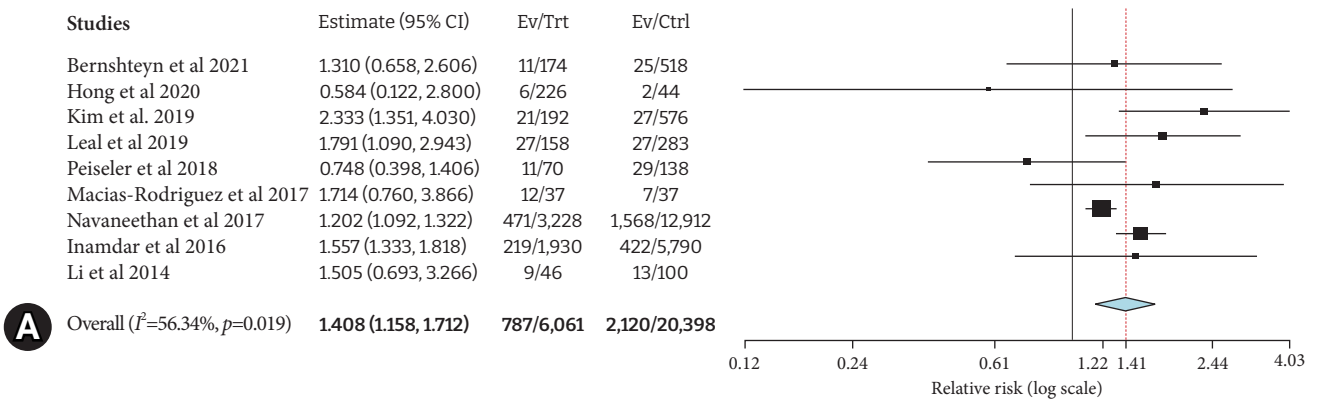 Studies Estimate (95% CI) Ev/Trt Ev/Ctrl
Bernshteyn et al 2021 1.310 (0.658, 2.606) 11/174 25/518
Hong et al 2020 0.584 (0.122, 2.800) 6/226 2/44
Kim et al. 2019 2.333 (1.351, 4.030) 21/192 27/576
Leal et al 2019 1.791 (1.090, 2.943) 27/158 27/283
Peiseler et al 2018 0.748 (0.398, 1.406) 11/70 29/138
Macias-Rodriguez et al 2017 1.714 (0.760, 3.866) 12/37 7/37
Navaneethan et al 2017 1.202 (1.092, 1.322) 471/3,228 1,568/12,912
Inamdar et al 2016 1.557 (1.333, 1.818) 219/1,930 422/5,790
Li et al 2014 1.505 (0.693, 3.266) 9/46 13/100
A Overall (I²=56.34%, p=0.019) 1.408 (1.158, 1.712) 787/6,061 2,120/20,398
0.12 0.24 0.61 1.22 1.41 2.44 4.03
Relative risk (log scale)